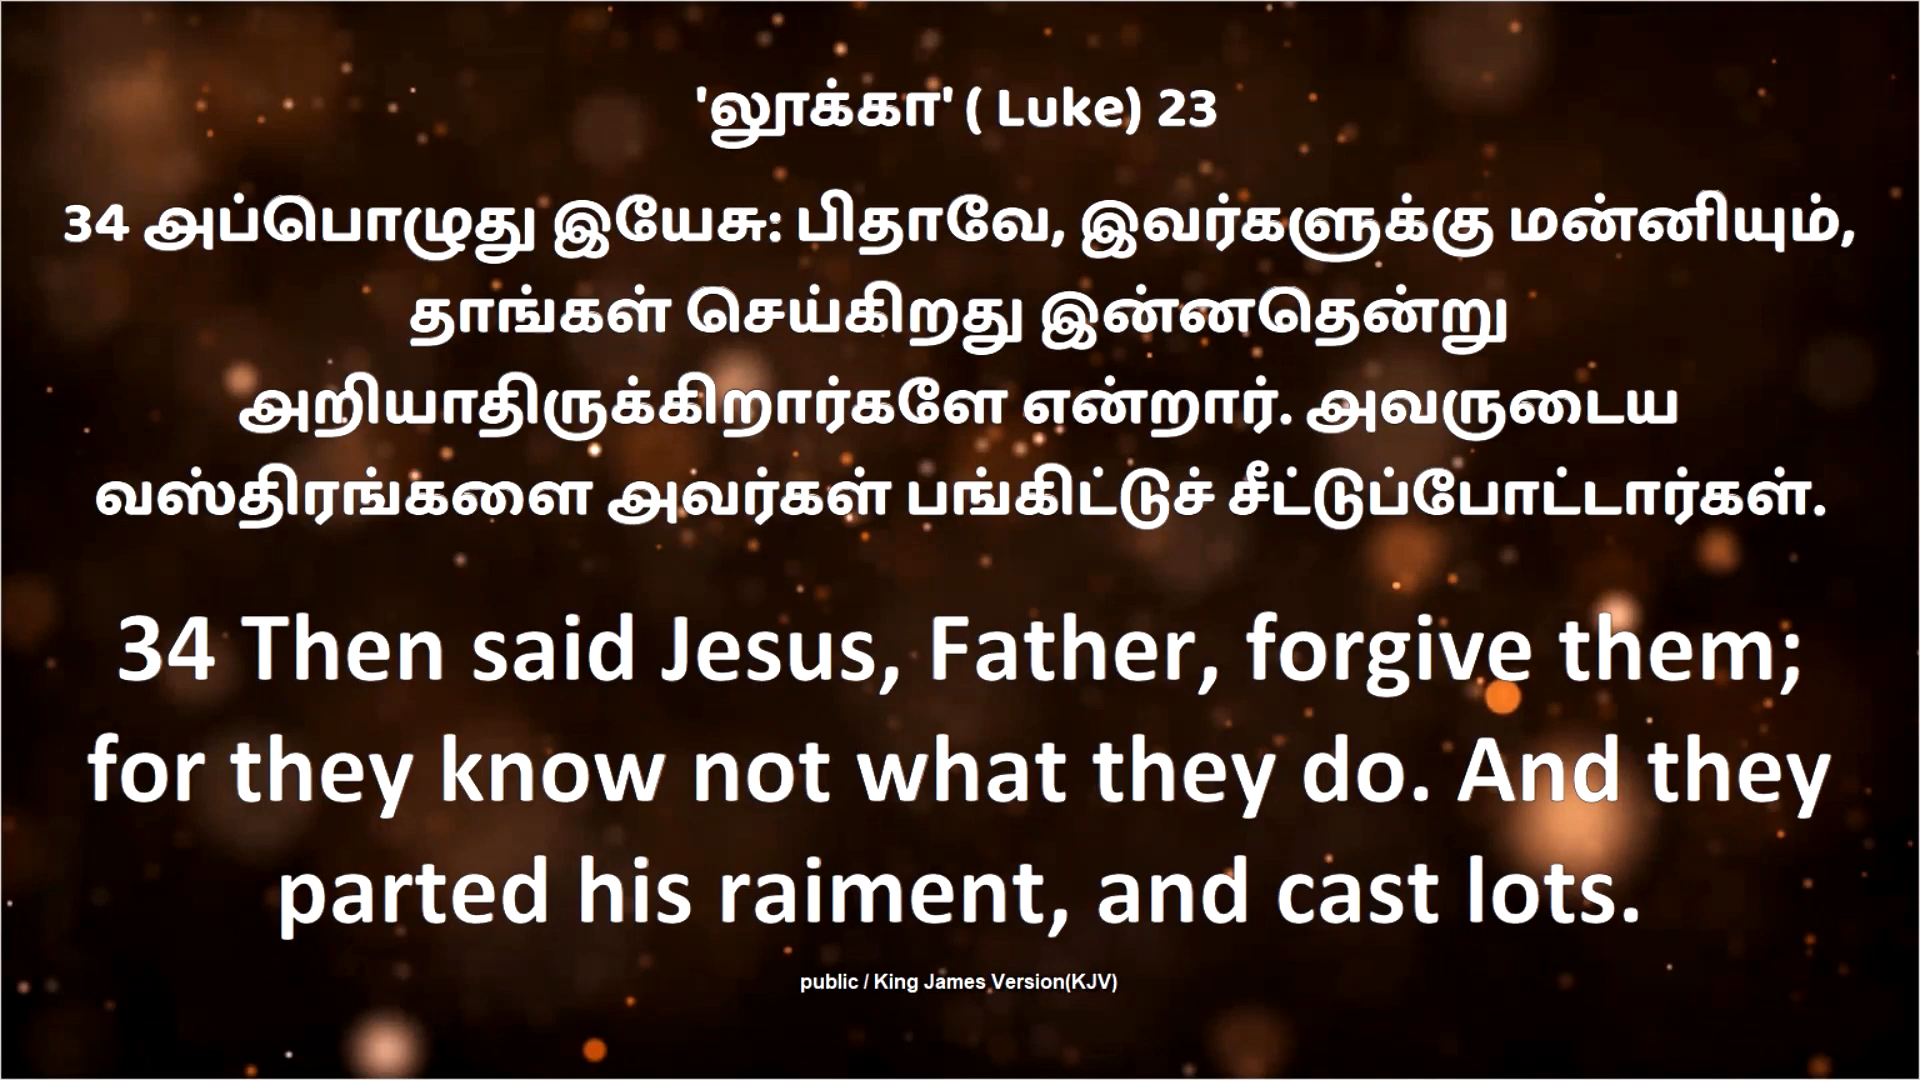 'லூக்கா' ( Luke) 23
34 அப்பொழுது இயேசு: பிதாவே, இவர்களுக்கு மன்னியும்,
தாங்கள் செய்கிறது இன்னதென்று
அறியாதிருக்கிறார்களே என்றார். அவருடைய
வஸ்திரங்களை அவர்கள் பங்கிட்டுச் சீட்டுப்போட்டார்கள்.
34 Then said Jesus, Father, forgive them;
for they know not what they do. And they
parted his raiment, and cast lots.
public / King James Version(KJV)